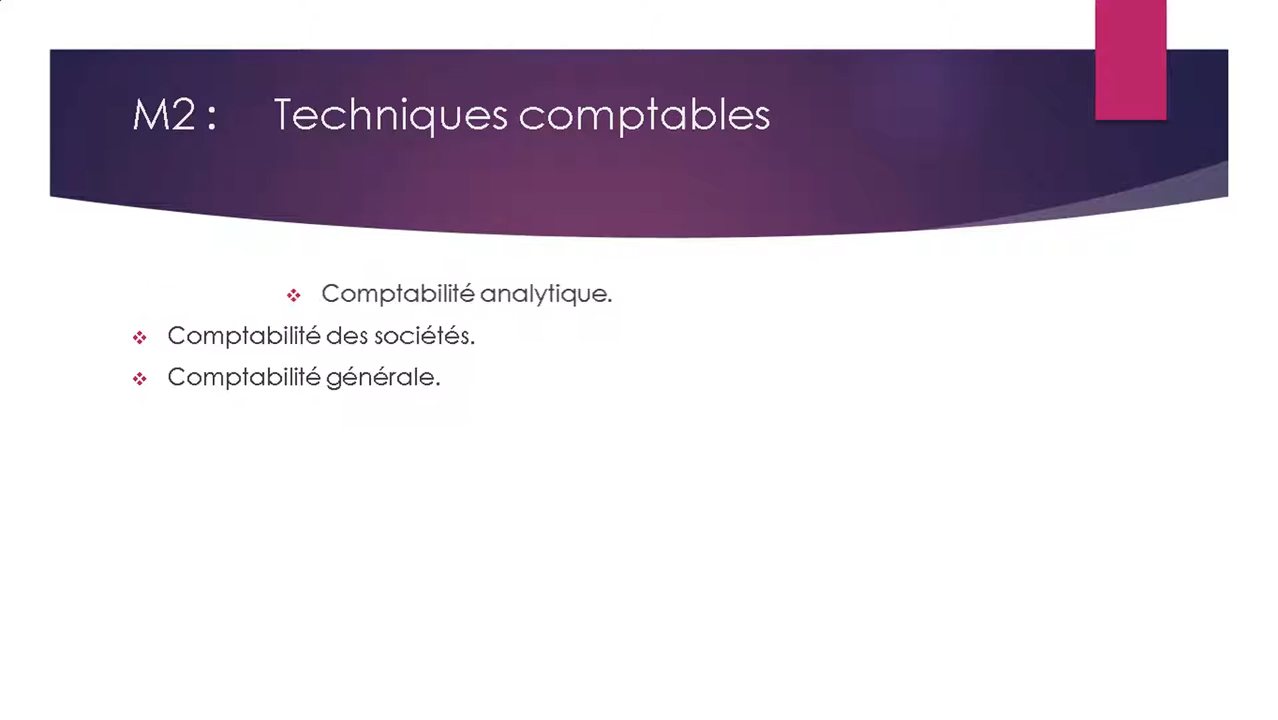 M2 : Techniques comptables
Comptabilité analytique.
Comptabilité des sociétés.
Comptabilité générale.